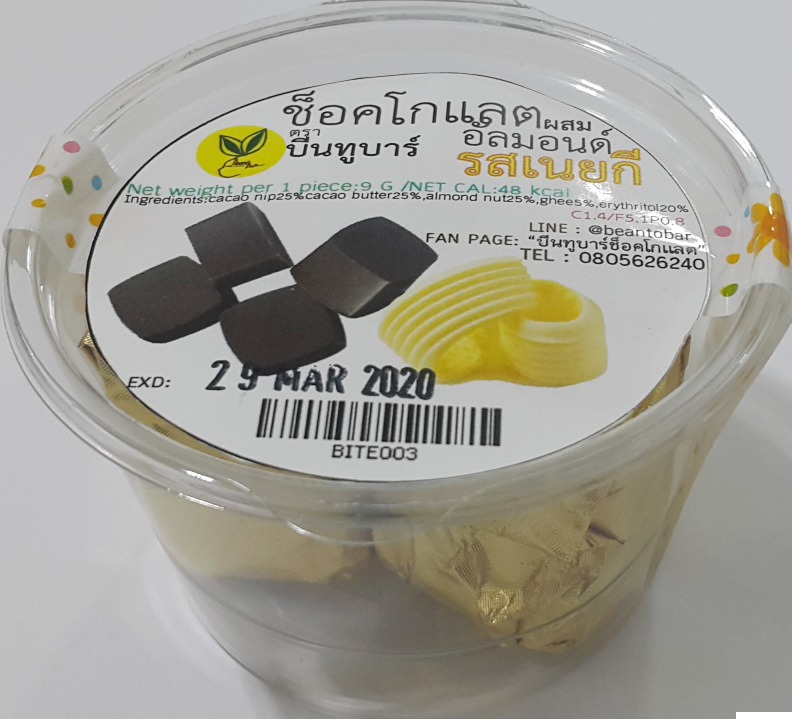 ช็อคโกแลตผสม
ตรา
บีนทูบาร์
อัลมอนด์
รสเนยกี
Net weight per 1 piece:9 G /NET CAL:48 kcal
Ingredients:cacao nip25%cacao butter25%,almond nut25%,ghee5%,erythritol20%
C1.4/F5.1P0.8
LINE : @beantobar
FAN PAGE: "บีนทูบาร์ช็อคโกแลต"
TEL : 0805626240
EXD: 29 MAR 2020
BITE003